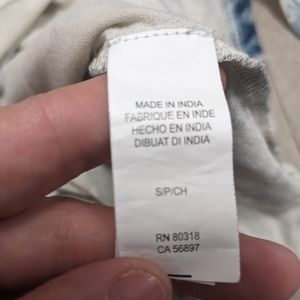 MADE IN INDIA
FABRIQUE EN INDE
HECHO EN INDIA
DIBUAT DI INDIA
S/P/CH
RN 80318
CA 56897